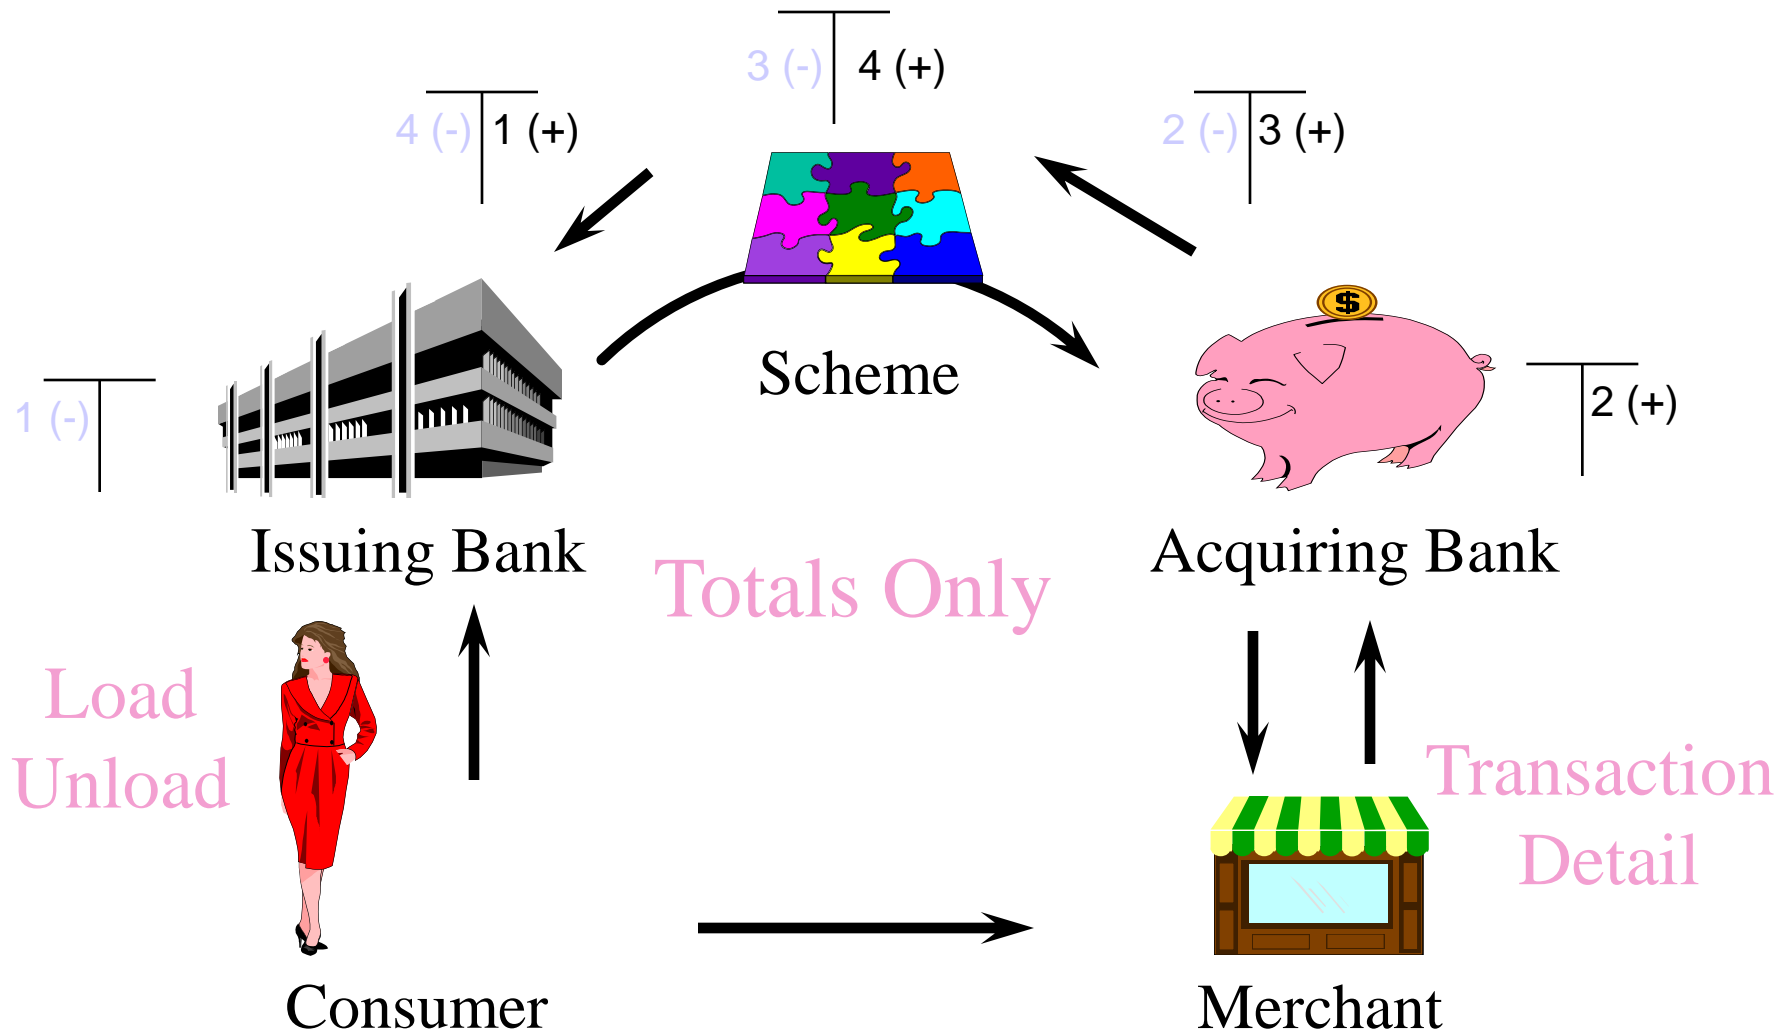 3 (-) 4 (+)
4 (-) 1 (+)
2 (-) 3 (+)
$
Scheme
1 (-)
2 (+)
Issuing Bank
Acquiring Bank
Totals Only
Load
Unload
Transaction
Detail
Consumer
Merchant